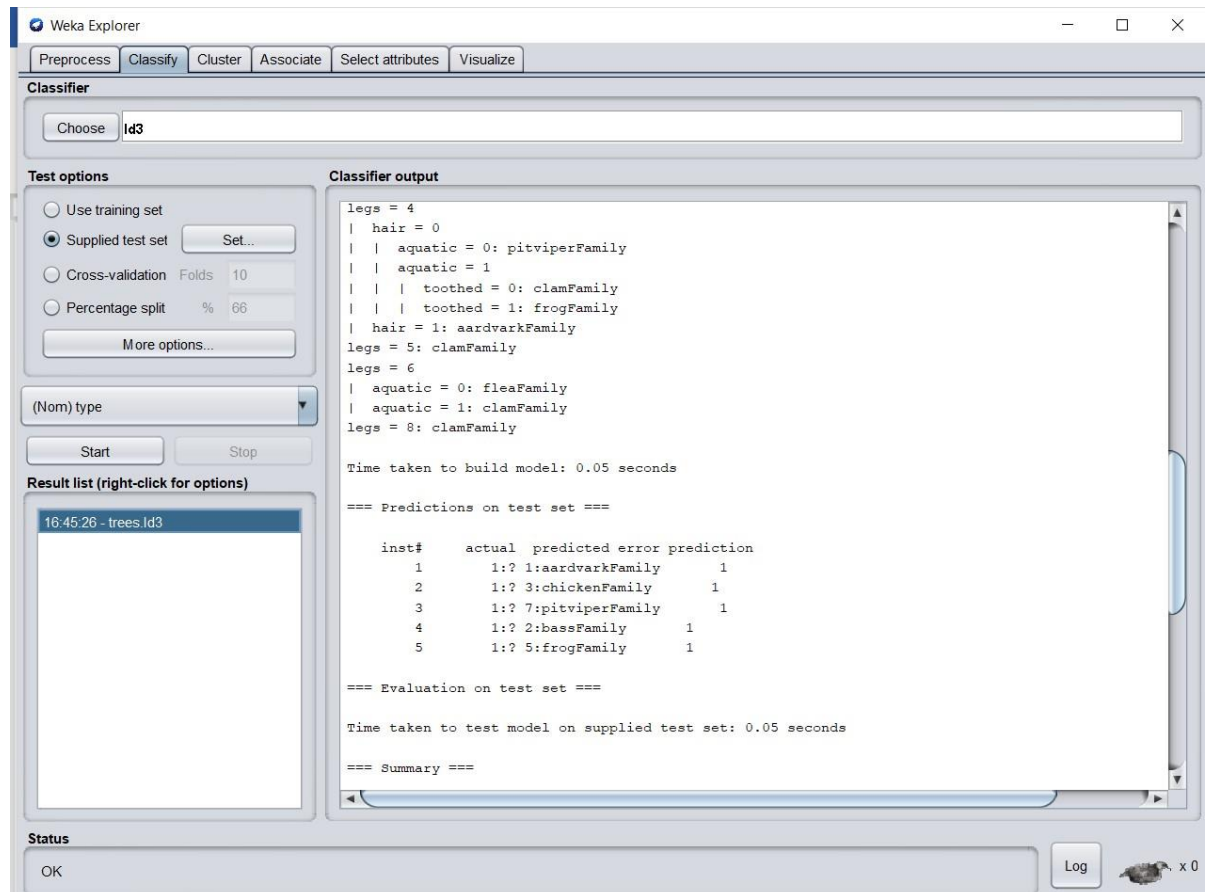 Weka Explorer
Preprocess Classify Cluster Associate Select attributes Visualize
Classifier
Choose Id3
Test options
Use training set
Supplied test set Set...
Cross-validation Folds 10
Percentage split % 66
More options...
(Nom) type
Start Stop
Result list (right-click for options)
16:45:26 - trees.Id3
Classifier output
legs = 4
| hair = 0
| | aquatic = 0: pitviperFamily
| | aquatic = 1
| | | toothed = 0: clamFamily
| | | toothed = 1: frogFamily
| hair = 1: aardvarkFamily
legs = 5: clamFamily
legs = 6
| aquatic = 0: fleaFamily
| aquatic = 1: clamFamily
legs = 8: clamFamily
Time taken to build model: 0.05 seconds
=== Predictions on test set ===
inst# actual predicted error prediction
1 1:? 1:aardvarkFamily 1
2 1:? 3:chickenFamily 1
3 1:? 7:pitviperFamily 1
4 1:? 2:bassFamily 1
5 1:? 5:frogFamily 1
=== Evaluation on test set ===
Time taken to test model on supplied test set: 0.05 seconds
=== Summary ===
Status
OK
Log x 0